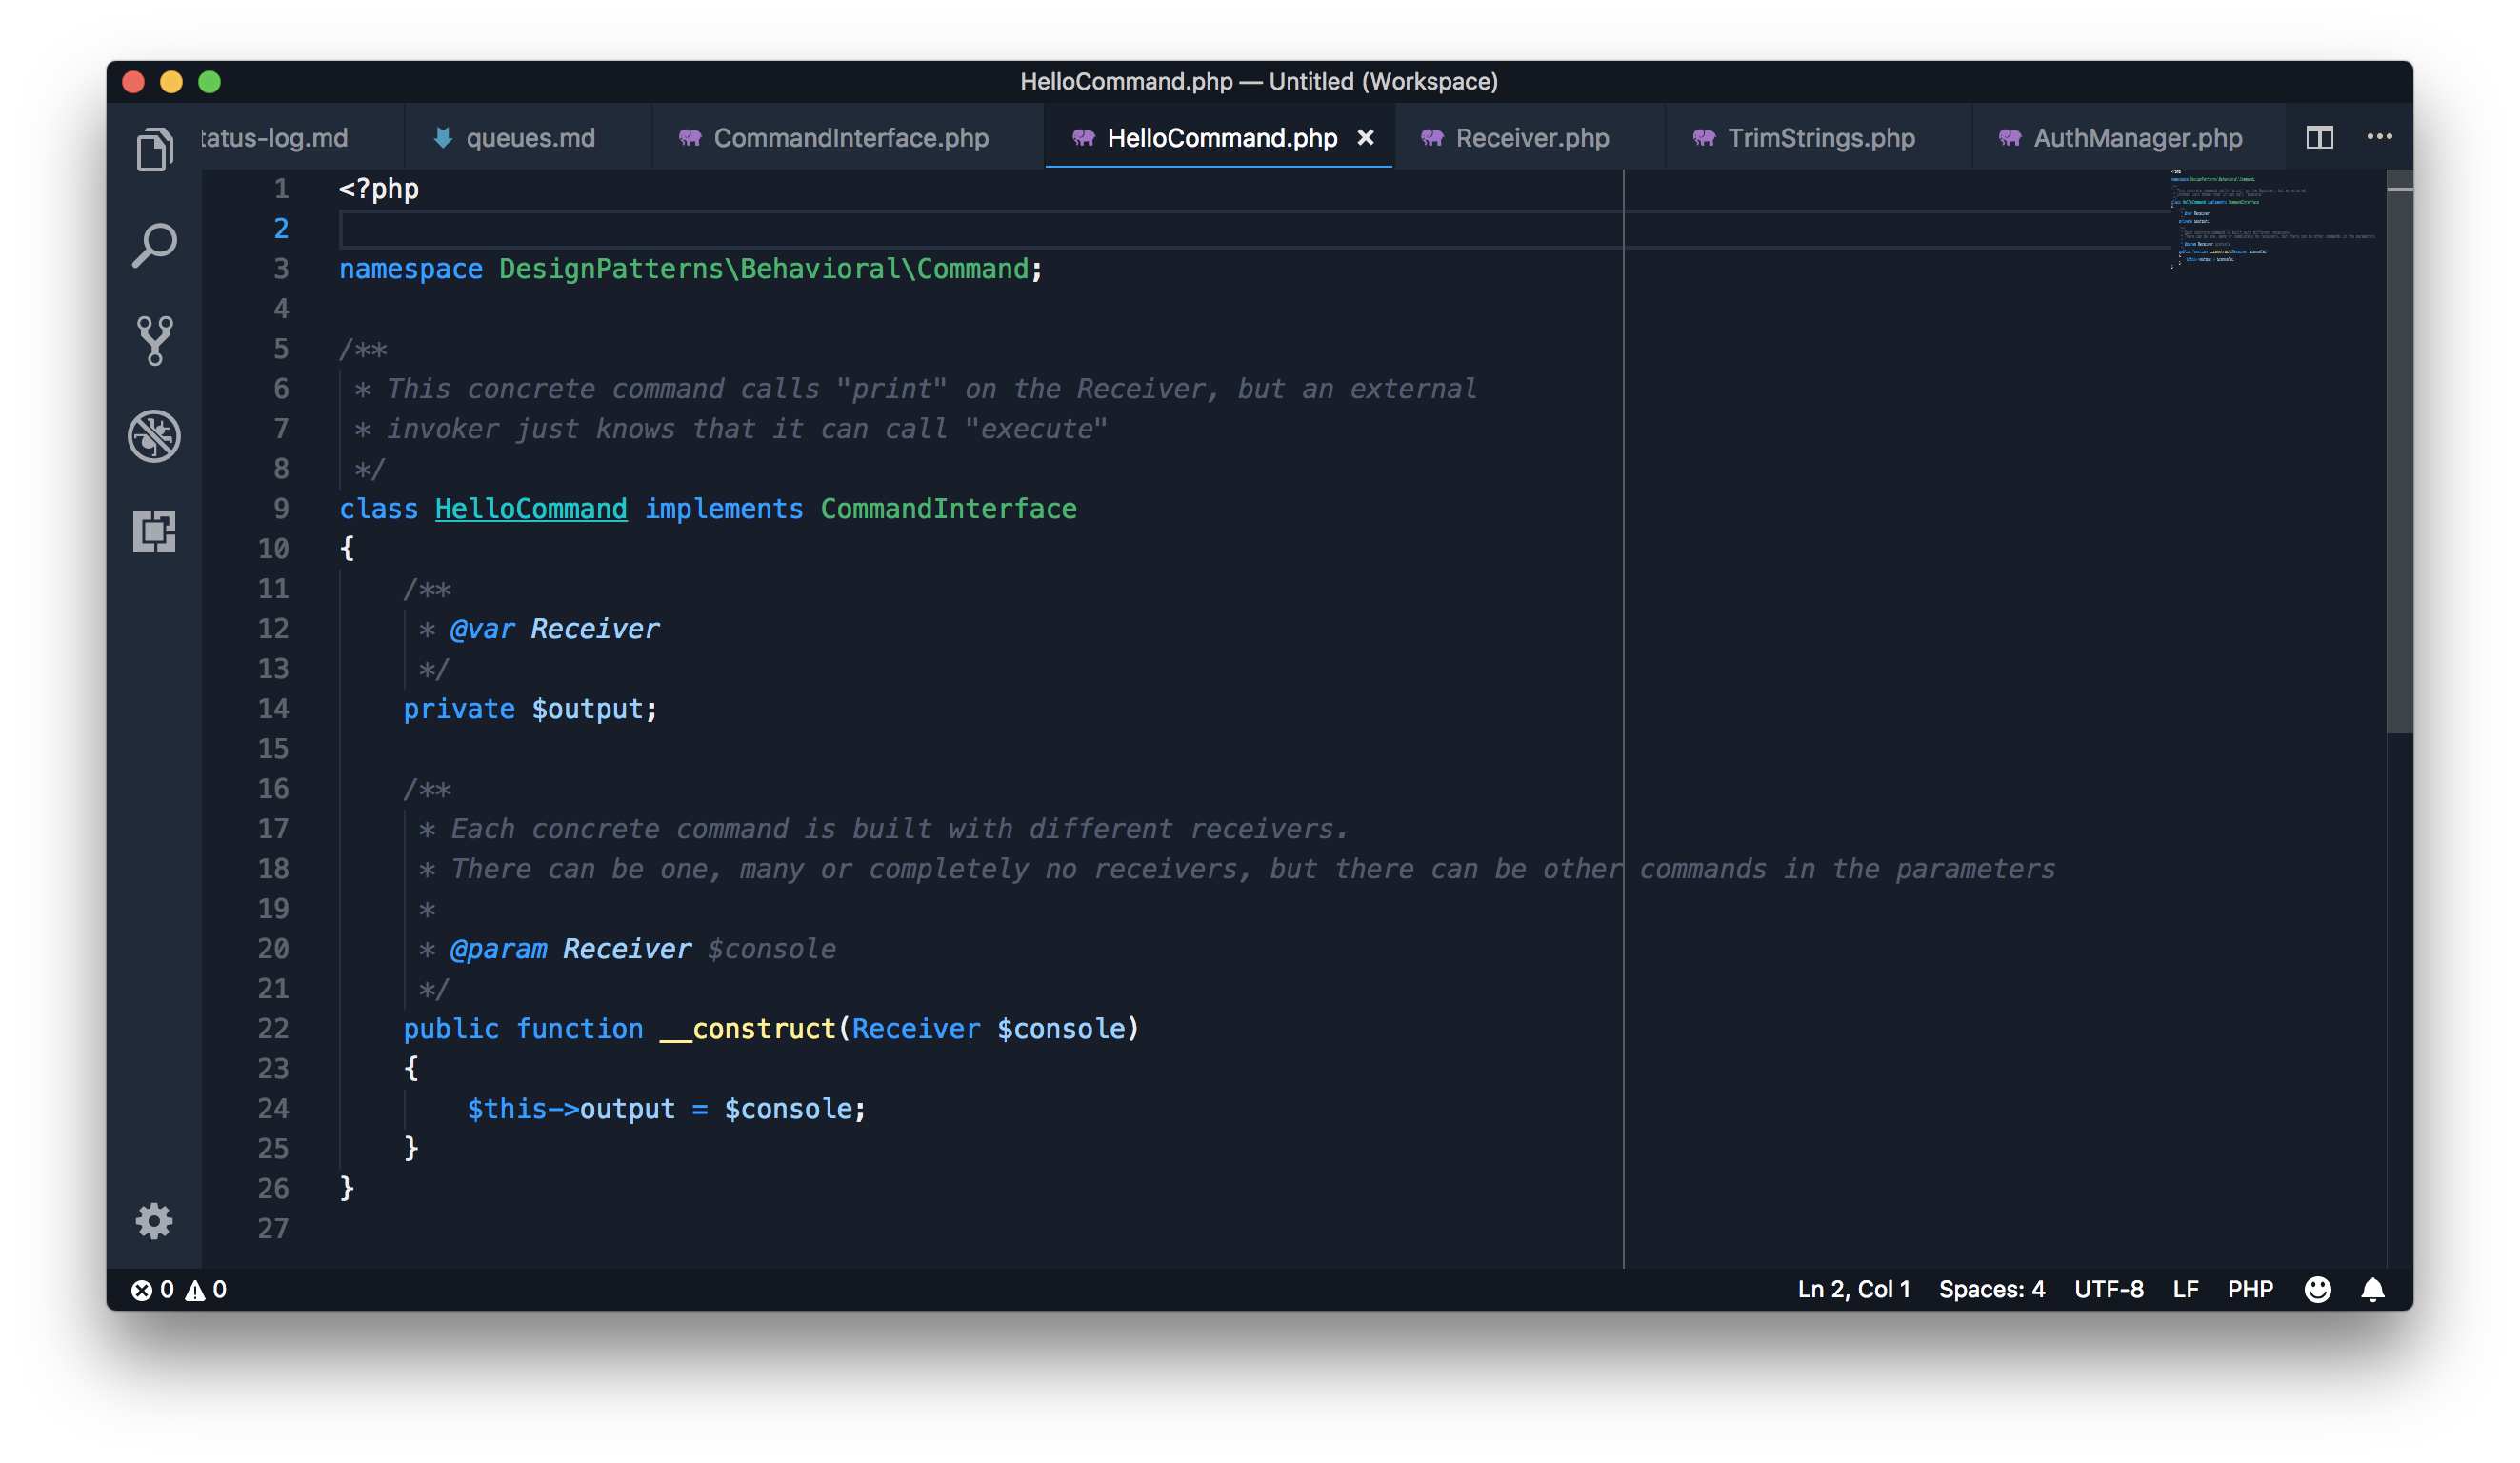 HelloCommand.php — Untitled (Workspace)
tatus-log.md queues.md CommandInterface.php HelloCommand.php Receiver.php TrimStrings.php AuthManager.php
1 <?php
2
3 namespace DesignPatterns\Behavioral\Command;
4
5 /**
6 * This concrete command calls "print" on the Receiver, but an external
7 * invoker just knows that it can call "execute"
8 */
9 class HelloCommand implements CommandInterface
10 {
11 /**
12 * @var Receiver
13 */
14 private $output;
15
16 /**
17 * Each concrete command is built with different receivers.
18 * There can be one, many or completely no receivers, but there can be other commands in the parameters
19 *
20 * @param Receiver $console
21 */
22 public function __construct(Receiver $console)
23 {
24 $this->output = $console;
25 }
26 }
27
0 0 Ln 2, Col 1 Spaces: 4 UTF-8 LF PHP